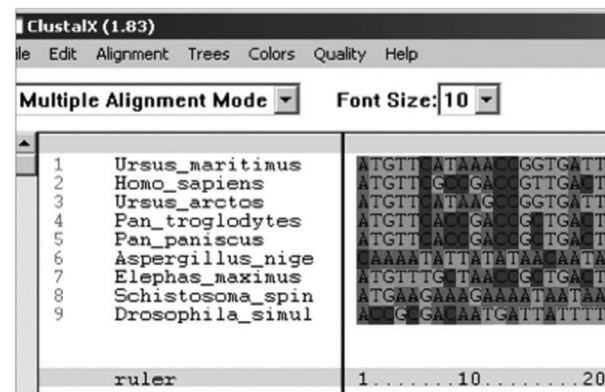 ClustalX (1.83)
ile Edit Alignment Trees Colors Quality Help
Multiple Alignment Mode Font Size: 10
1 Ursus_maritimus ATGTTCATAAACCGGTGATT
2 Homo_sapiens ATGTTCGCCGACCGTTGACT
3 Ursus_arctos ATGTTCATAAGCCGGTGATT
4 Pan_troglodytes ATGTTCACCGACCGCTGACT
5 Pan_paniscus ATGTTCACCGACCGCTGACT
6 Aspergillus_nige CAAAATATTATATAACAATA
7 Elephas_maximus ATGTTTGCTAACCGCTGACT
8 Schistosoma_spin ATGAAGAAAGAAAATAATAA
9 Drosophila_simul ACCGCGACAATGATTATTTT
ruler 1.......10........20